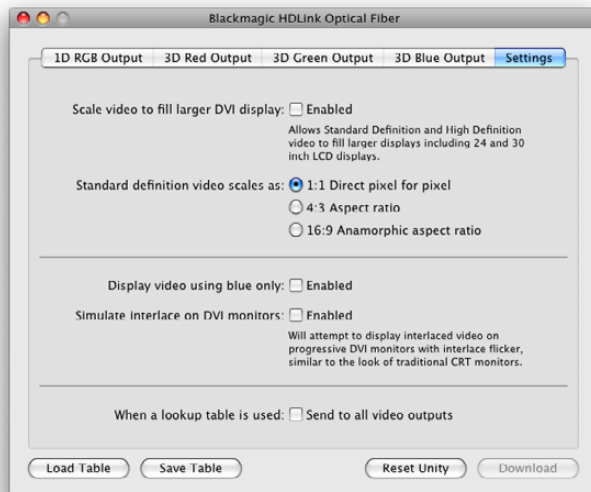 Blackmagic HDLink Optical Fiber
1D RGB Output 3D Red Output 3D Green Output 3D Blue Output Settings
Scale video to fill larger DVI display: Enabled
Allows Standard Definition and High Definition
video to fill larger displays including 24 and 30
inch LCD displays.
Standard definition video scales as: 1:1 Direct pixel for pixel
4:3 Aspect ratio
16:9 Anamorphic aspect ratio
Display video using blue only: Enabled
Simulate interlace on DVI monitors: Enabled
Will attempt to display interlaced video on
progressive DVI monitors with interlace flicker,
similar to the look of traditional CRT monitors.
When a lookup table is used: Send to all video outputs
Load Table Save Table Reset Unity Download